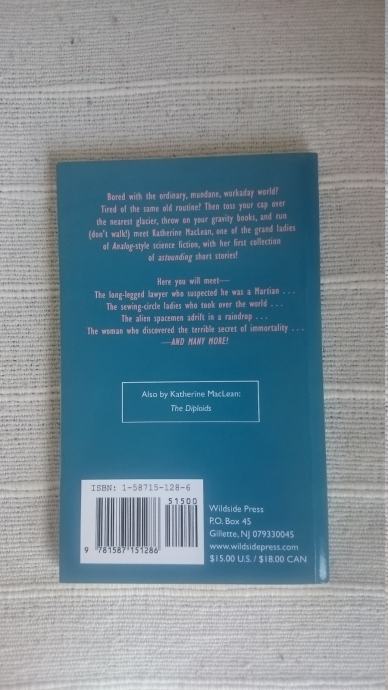 Bored with the ordinary, mundane, workaday world?
Tired of the same old routine? Then toss your cap over
the nearest glacier, throw on your gravity books, and run
(don't walk!) meet Katherine MacLean, one of the grand ladies
of Analog-style science fiction, with her first collection
of astounding short stories!
Here you will meet—
The long-legged lawyer who suspected he was a Martian . . .
The sewing-circle ladies who took over the world . . .
The alien spacemen adrift in a raindrop . . .
The woman who discovered the terrible secret of immortality . . .
—AND MANY MORE!
Also by Katherine MacLean:
The Diploids
ISBN: 1-58715-128-6
51500
9 781587 151286
Wildside Press
P.O. Box 45
Gillette, NJ 079330045
www.wildsidepress.com
$15.00 U.S. / $18.00 CAN